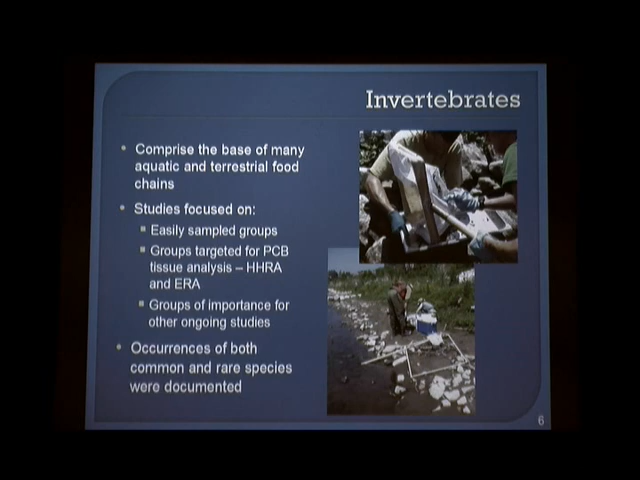 Invertebrates
• Comprise the base of many
aquatic and terrestrial food
chains
• Studies focused on:
▪ Easily sampled groups
▪ Groups targeted for PCB
tissue analysis – HHRA
and ERA
▪ Groups of importance for
other ongoing studies
• Occurrences of both
common and rare species
were documented
6